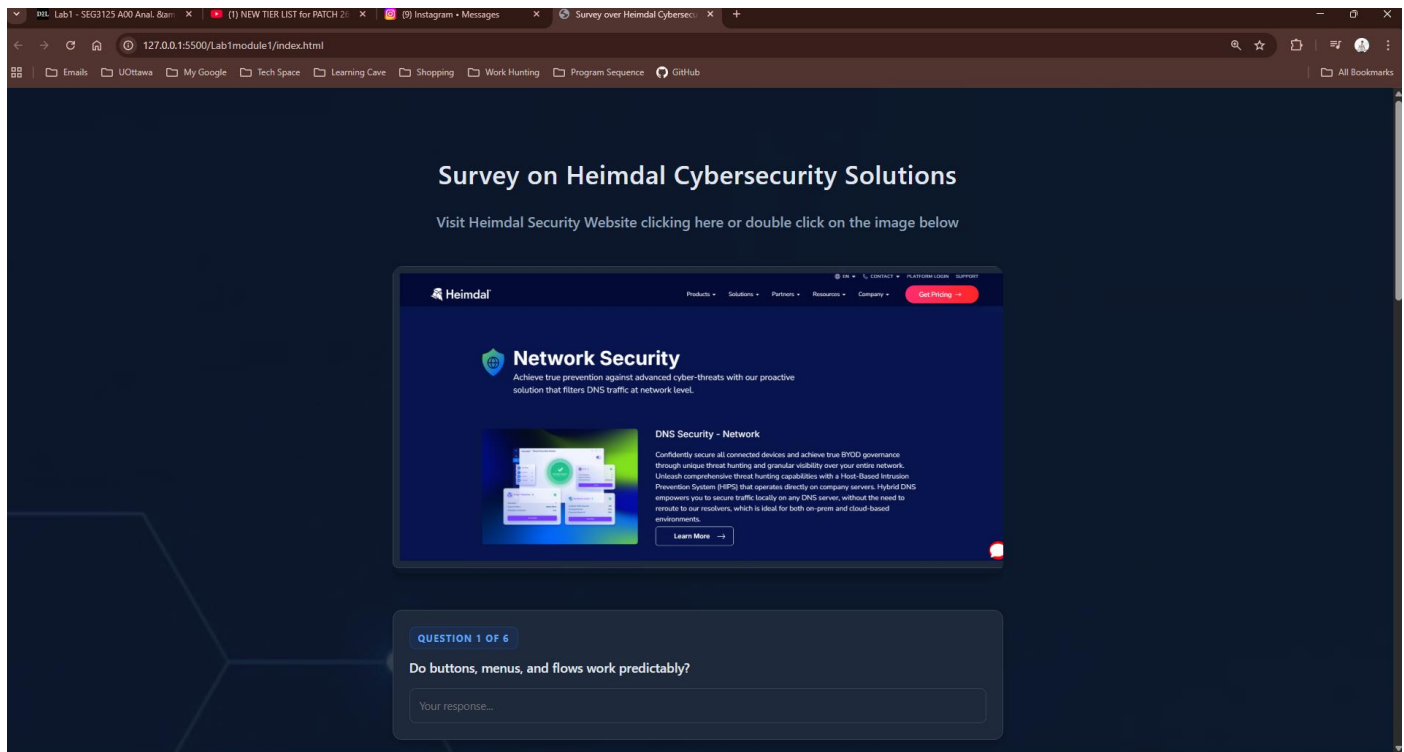 Lab1 - SEG3125 A00 Anal. &am
(1) NEW TIER LIST for PATCH 26
(9) Instagram • Messages
Survey over Heimdal Cybersecu
127.0.0.1:5500/Lab1module1/index.html
Emails
UOttawa
My Google
Tech Space
Learning Cave
Shopping
Work Hunting
Program Sequence
GitHub
All Bookmarks
Survey on Heimdal Cybersecurity Solutions
Visit Heimdal Security Website clicking here or double click on the image below
EN
CONTACT
PLATFORM LOGIN
SUPPORT
Heimdal
Products
Solutions
Partners
Resources
Company
Get Pricing →
Network Security
Achieve true prevention against advanced cyber-threats with our proactive
solution that filters DNS traffic at network level.
DNS Security - Network
Confidently secure all connected devices and achieve true BYOD governance
through unique threat hunting and granular visibility over your entire network.
Unleash comprehensive threat hunting capabilities with a Host-Based Intrusion
Prevention System (HIPS) that operates directly on company servers. Hybrid DNS
empowers you to secure traffic locally on any DNS server, without the need to
reroute to our resolvers, which is ideal for both on-prem and cloud-based
environments.
Learn More →
QUESTION 1 OF 6
Do buttons, menus, and flows work predictably?
Your response...